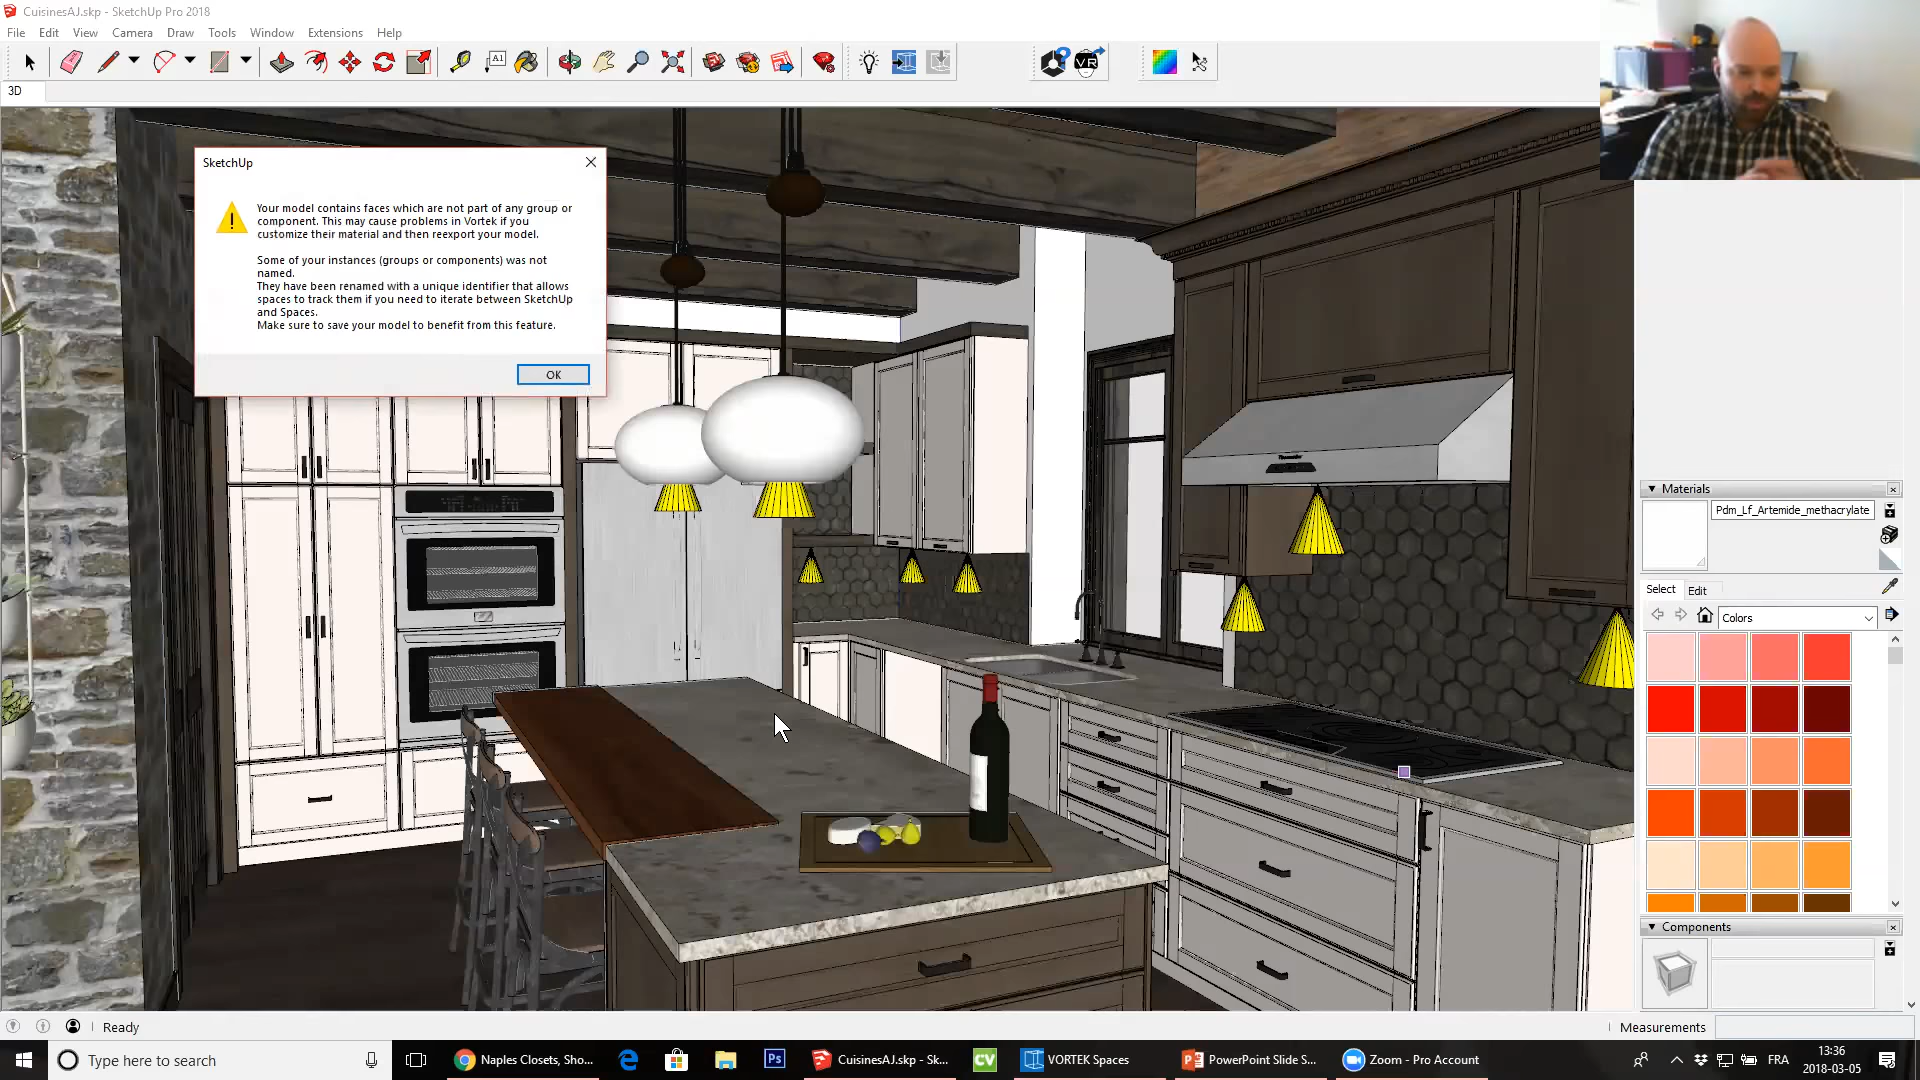 CuisinesAJ.skp - SketchUp Pro 2018
File Edit View Camera Draw Tools Window Extensions Help
A1
VR
3D
SketchUp
Your model contains faces which are not part of any group or
component. This may cause problems in Vortek if you
customize their material and then reexport your model.
Some of your instances (groups or components) was not
named.
They have been renamed with a unique identifier that allows
spaces to track them if you need to iterate between SketchUp
and Spaces.
Make sure to save your model to benefit from this feature.
OK
Materials
Pdm_Lf_Artemide_methacrylate
Select Edit
Colors
Components
Ready
Measurements
Type here to search
Naples Closets, Sho...
Ps
CuisinesAJ.skp - Sk...
CV
VORTEK Spaces
PowerPoint Slide S...
Zoom - Pro Account
FRA
13:36
2018-03-05